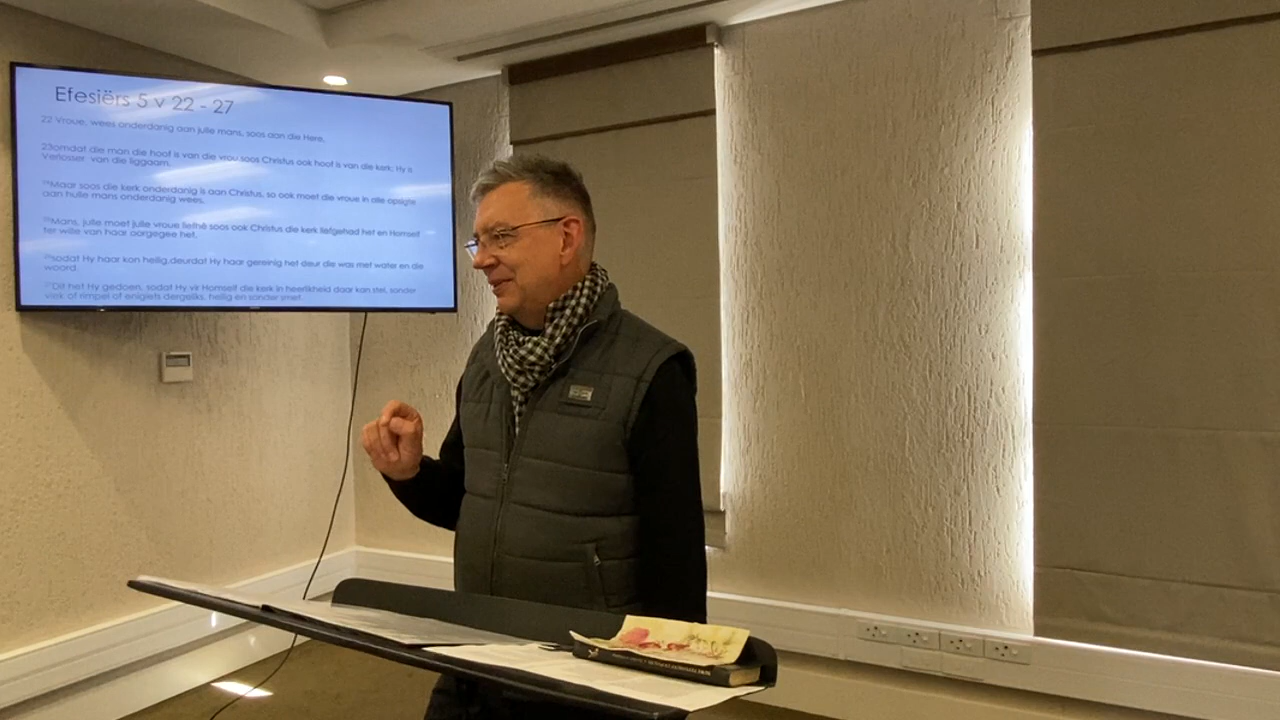 Efesiërs 5 v 22 - 27
22 Vroue, wees onderdanig aan julle mans, soos aan die Here,
23omdat die man die hoof is van die vrou soos Christus ook hoof is van die kerk; Hy is
Verlosser van die liggaam.
24Maar soos die kerk onderdanig is aan Christus, so ook moet die vroue in alle opsigte
aan hulle mans onderdanig wees.
25Mans, julle moet julle vroue liefhê soos ook Christus die kerk liefgehad het en Homself
ter wille van haar oorgegee het,
26sodat Hy haar kon heilig,deurdat Hy haar gereinig het deur die was met water en die
woord.
27Dit het Hy gedoen, sodat Hy vir Homself die kerk in heerlikheid daar kan stel, sonder
vlek of rimpel of enigiets dergeliks, heilig en sonder smet.